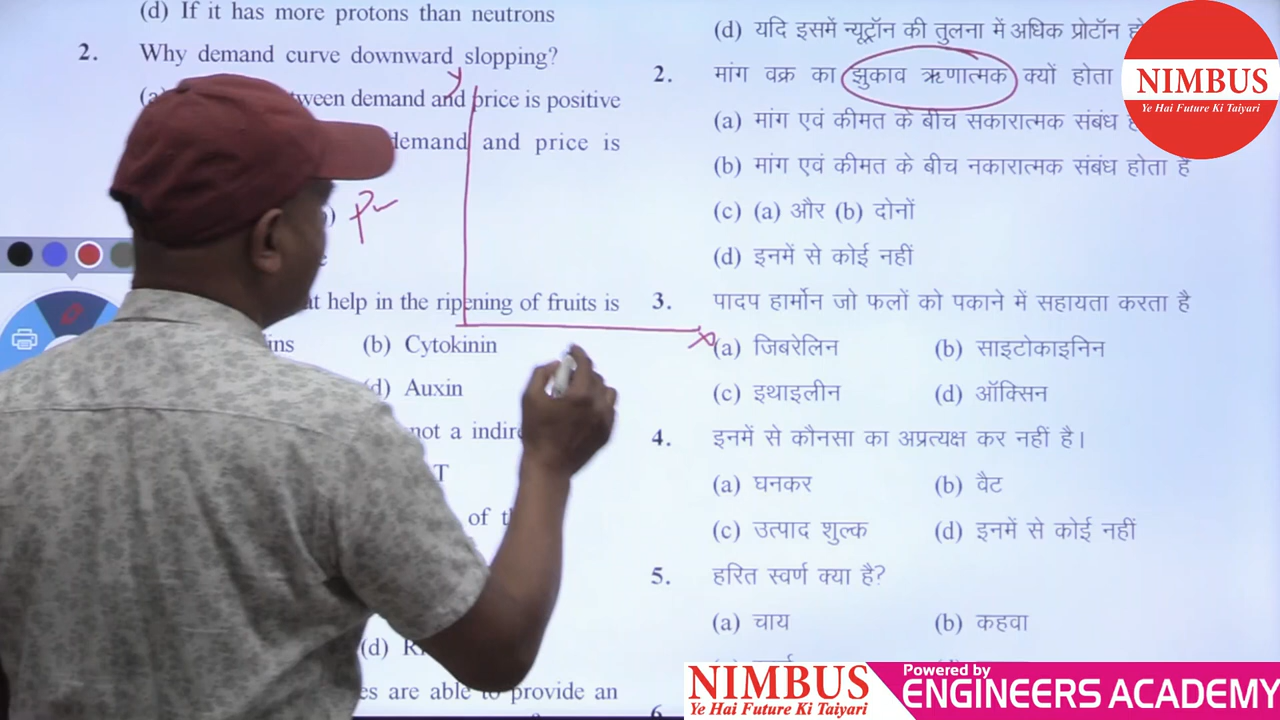 (d) If it has more protons than neutrons
2. Why demand curve downward slopping?
(a) tween demand and price is positive
demand and price is
) P
e
at help in the ripening of fruits is
ins (b) Cytokinin
(d) Auxin
not a indire
T
of th
(d) R
es are able to provide an
(d) यदि इसमें न्यूट्रॉन की तुलना में अधिक प्रोटॉन हो
2. मांग वक्र का झुकाव ऋणात्मक क्यों होता
(a) मांग एवं कीमत के बीच सकारात्मक संबंध ह
(b) मांग एवं कीमत के बीच नकारात्मक संबंध होता है
(c) (a) और (b) दोनों
(d) इनमें से कोई नहीं
3. पादप हार्मोन जो फलों को पकाने में सहायता करता है
(a) जिबरेलिन (b) साइटोकाइनिन
(c) इथाइलीन (d) ऑक्सिन
4. इनमें से कौनसा का अप्रत्यक्ष कर नहीं है।
(a) घनकर (b) वैट
(c) उत्पाद शुल्क (d) इनमें से कोई नहीं
5. हरित स्वर्ण क्या है?
(a) चाय (b) कहवा
6.
y
x
NIMBUS
Ye Hai Future Ki Taiyari
NIMBUS
Ye Hai Future Ki Taiyari
Powered by
ENGINEERS ACADEMY